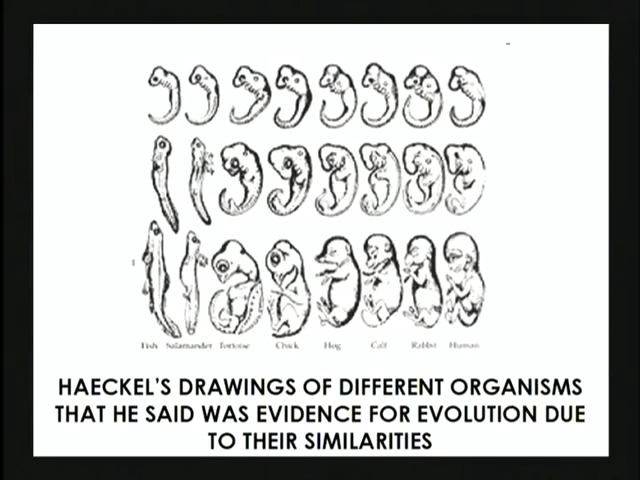 Fish Salamander Tortoise Chick Hog Calf Rabbit Human
HAECKEL'S DRAWINGS OF DIFFERENT ORGANISMS
THAT HE SAID WAS EVIDENCE FOR EVOLUTION DUE
TO THEIR SIMILARITIES